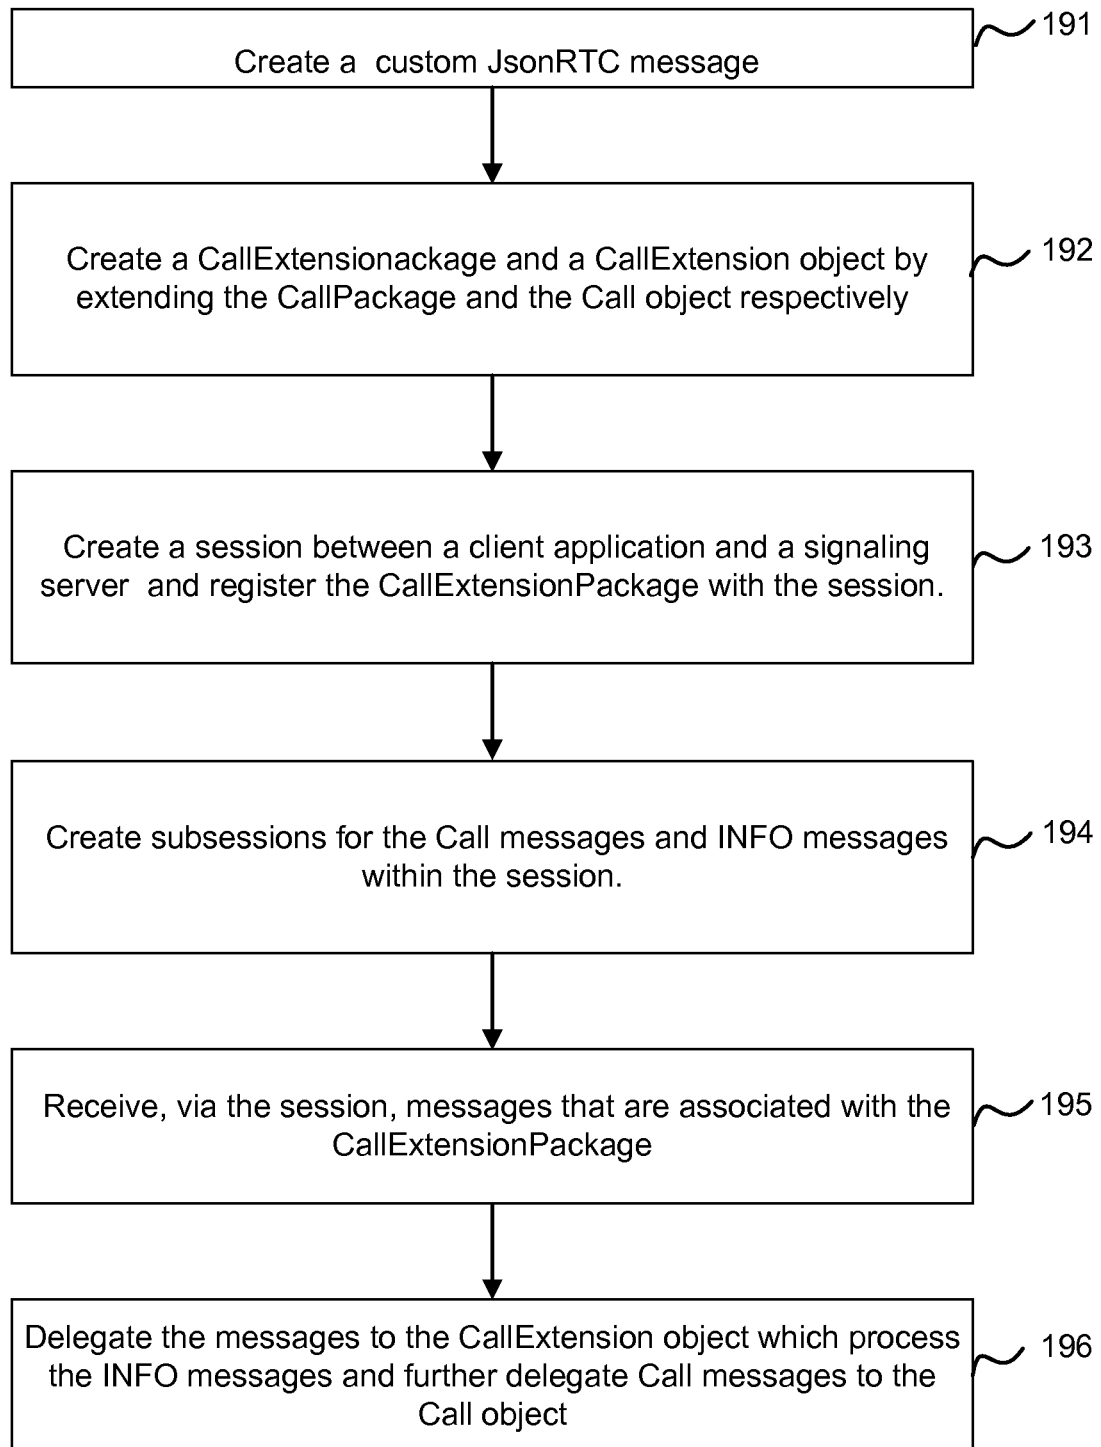 191
Create a custom JsonRTC message
192
Create a CallExtensionackage and a CallExtension object by
extending the CallPackage and the Call object respectively
193
Create a session between a client application and a signaling
server and register the CallExtensionPackage with the session.
194
Create subsessions for the Call messages and INFO messages
within the session.
195
Receive, via the session, messages that are associated with the
CallExtensionPackage
196
Delegate the messages to the CallExtension object which process
the INFO messages and further delegate Call messages to the
Call object